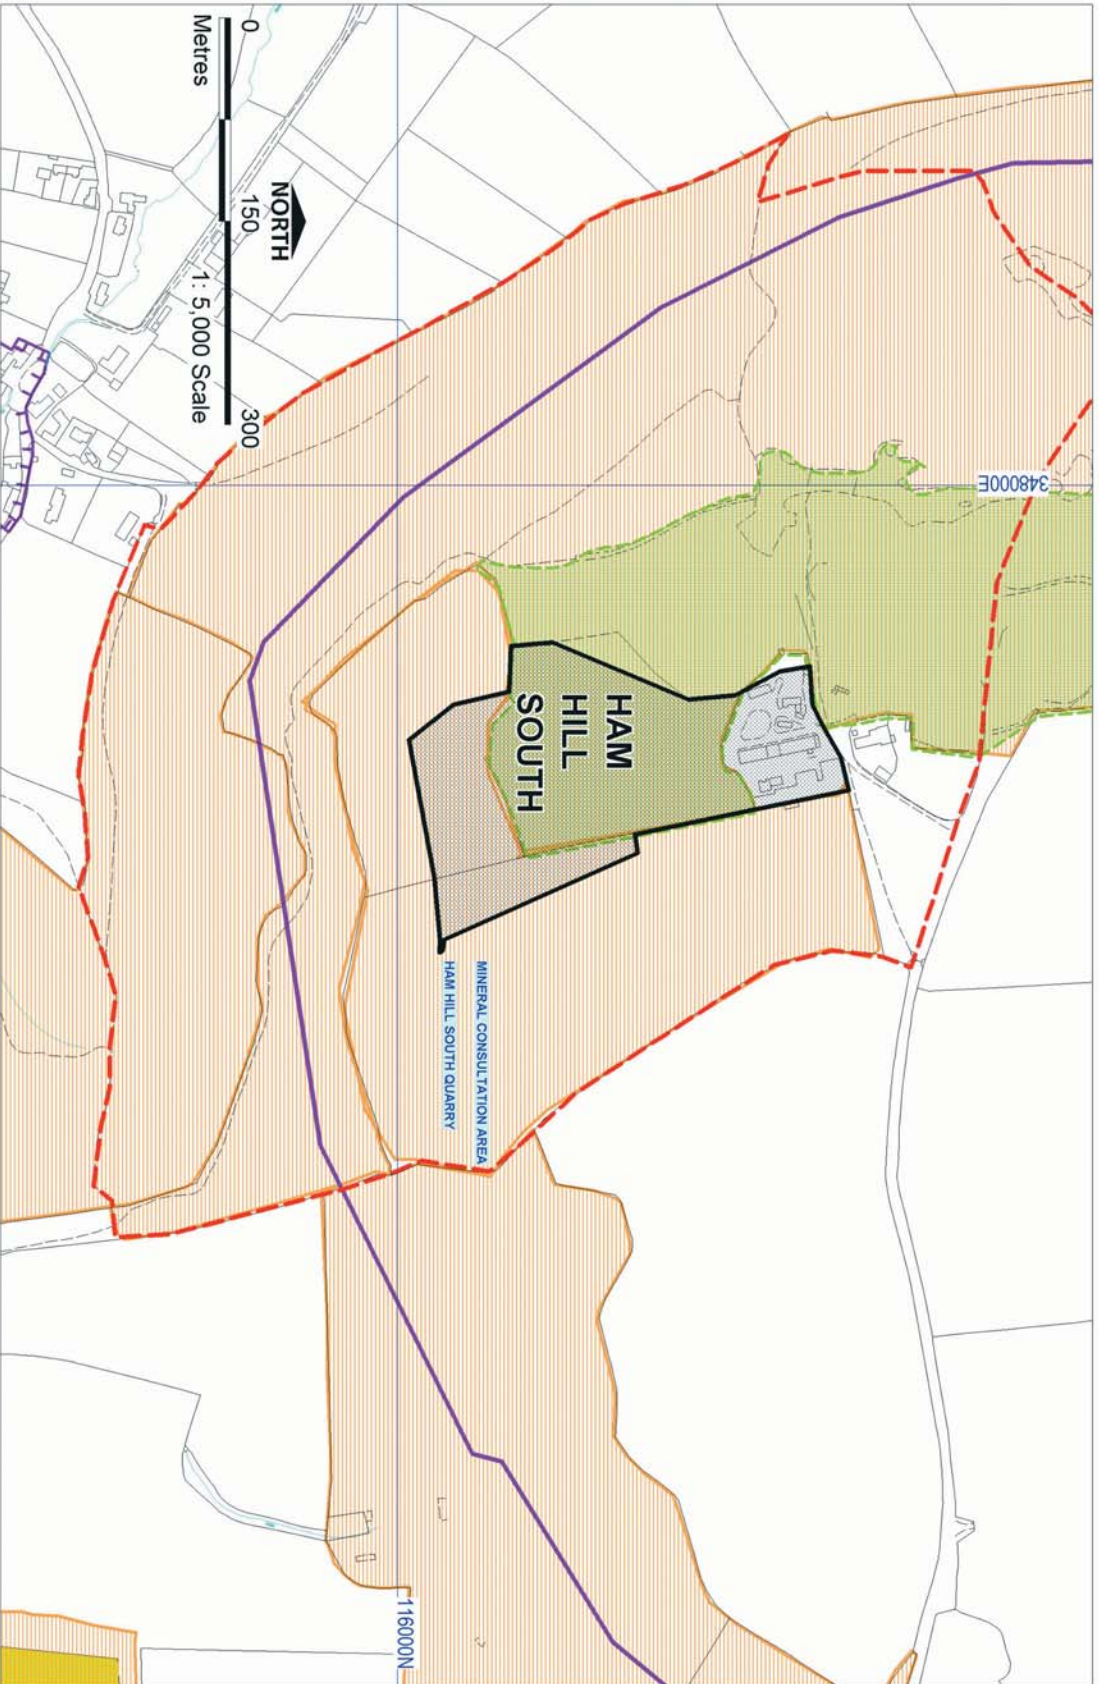 0
150
300
Metres
1: 5,000 Scale
NORTH
348000E
HAM
HILL
SOUTH
MINERAL CONSULTATION AREA
HAM HILL SOUTH QUARRY
116000N